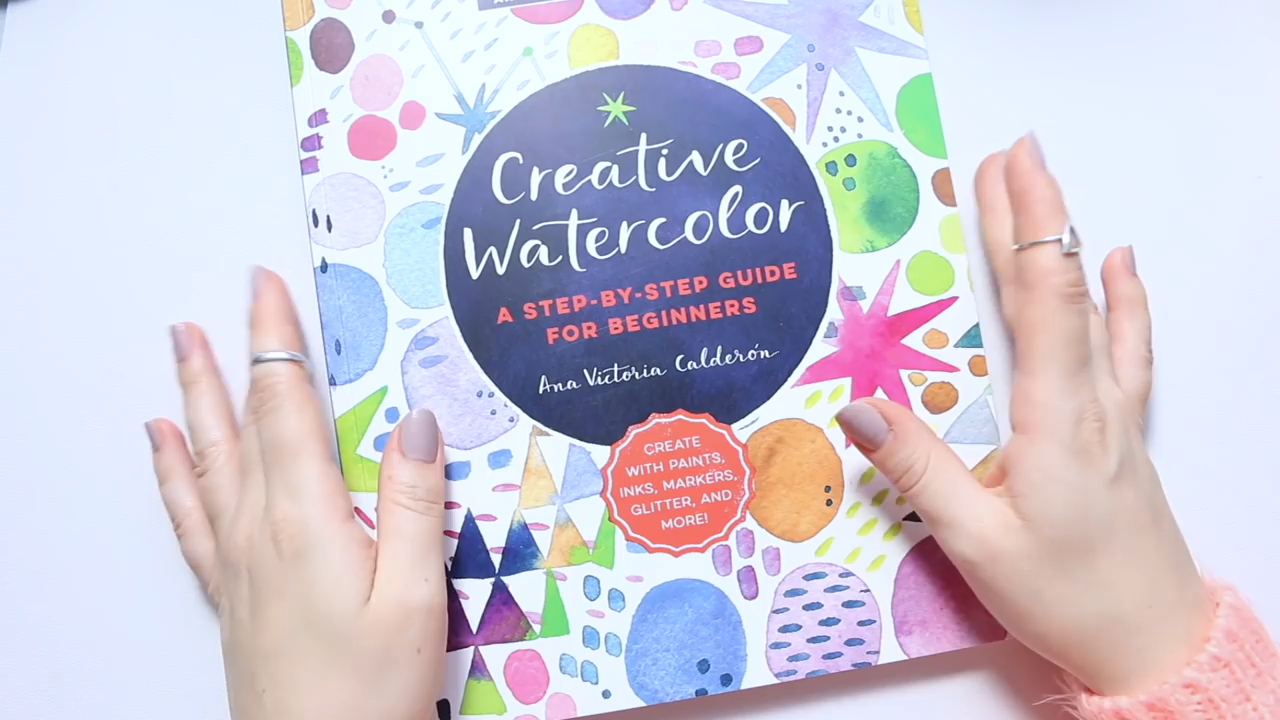 Creative
Watercolor
A STEP-BY-STEP GUIDE
FOR BEGINNERS
Ana Victoria Calderón
CREATE
WITH PAINTS,
INKS, MARKERS,
GLITTER, AND
MORE!